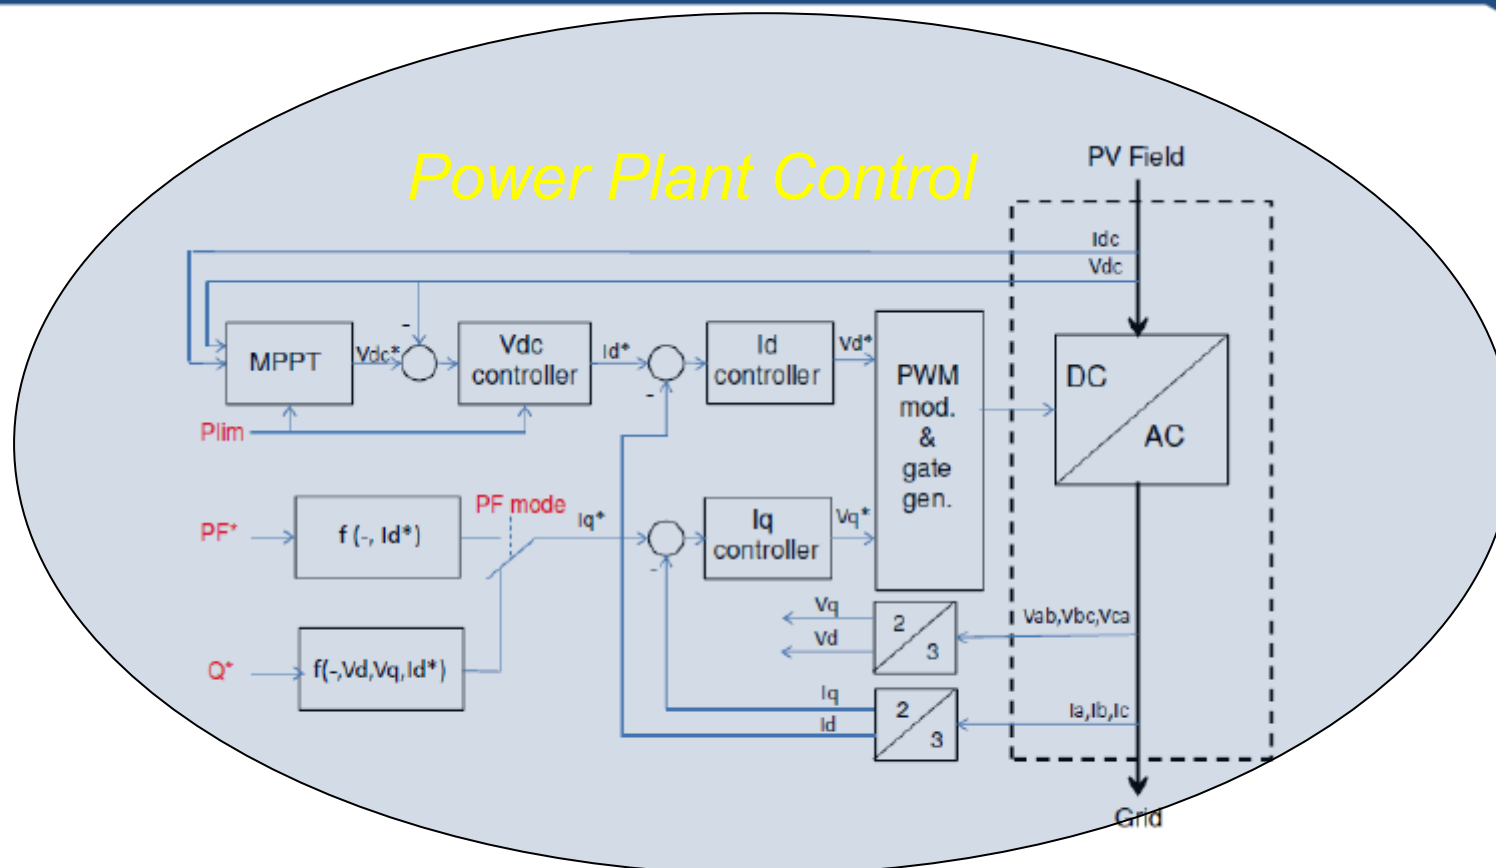 Power Plant Control
PV Field
Idc
Vdc
-
MPPT
Vdc*
Vdc
controller
Id*
-
Id
controller
Vd*
PWM
mod.
&
gate
gen.
DC
AC
Plim
PF mode
PF*
f (-, Id*)
Iq*
-
Iq
controller
Vq*
Q*
f(-,Vd,Vq,Id*)
Vq
Vd
2
3
Vab,Vbc,Vca
Iq
Id
2
3
Ia,Ib,Ic
Grid